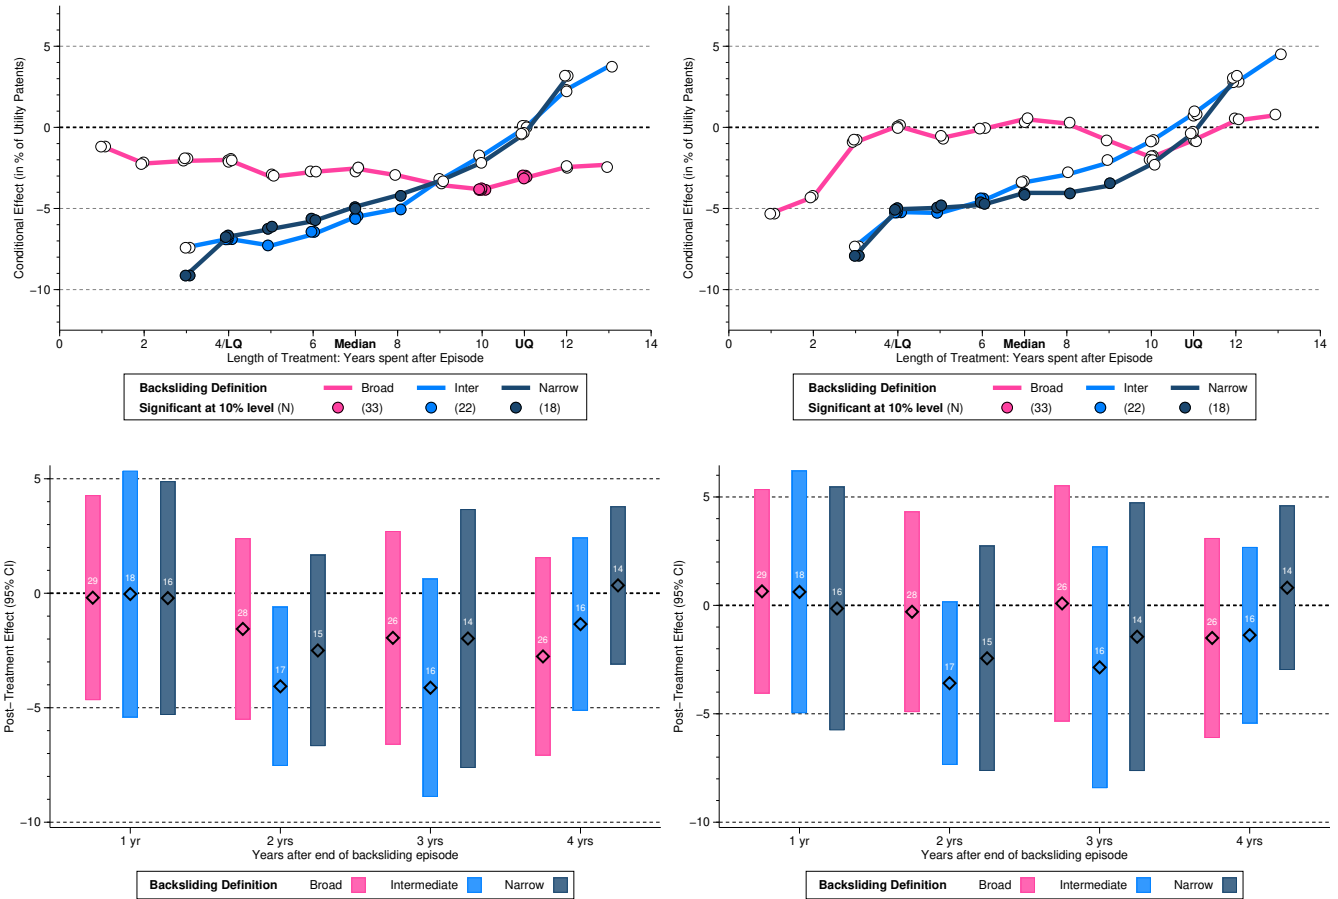 Conditional Effect (in % of Utility Patents)
5
0
−5
−10
0 2 4/LQ 6 Median 8 10 UQ 12 14
Length of Treatment: Years spent after Episode
Backsliding Definition Broad Inter Narrow
Significant at 10% level (N) (33) (22) (18)
Conditional Effect (in % of Utility Patents)
5
0
−5
−10
0 2 4/LQ 6 Median 8 10 UQ 12 14
Length of Treatment: Years spent after Episode
Backsliding Definition Broad Inter Narrow
Significant at 10% level (N) (33) (22) (18)
Post−Treatment Effect (95% CI)
5
0
−5
−10
29 18 16 28 17 15 26 16 14 26 16 14
1 yr 2 yrs 3 yrs 4 yrs
Years after end of backsliding episode
Backsliding Definition Broad Intermediate Narrow
Post−Treatment Effect (95% CI)
5
0
−5
−10
29 18 16 28 17 15 26 16 14 26 16 14
1 yr 2 yrs 3 yrs 4 yrs
Years after end of backsliding episode
Backsliding Definition Broad Intermediate Narrow